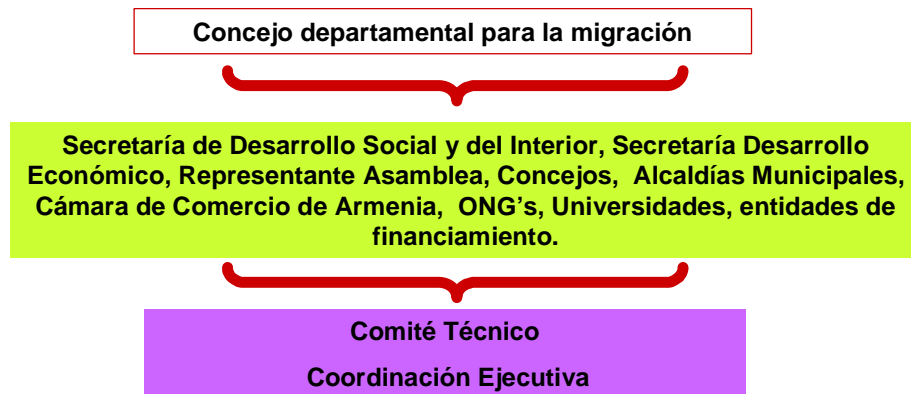 Concejo departamental para la migración
Secretaría de Desarrollo Social y del Interior, Secretaría Desarrollo
Económico, Representante Asamblea, Concejos, Alcaldías Municipales,
Cámara de Comercio de Armenia, ONG’s, Universidades, entidades de
financiamiento.
Comité Técnico
Coordinación Ejecutiva